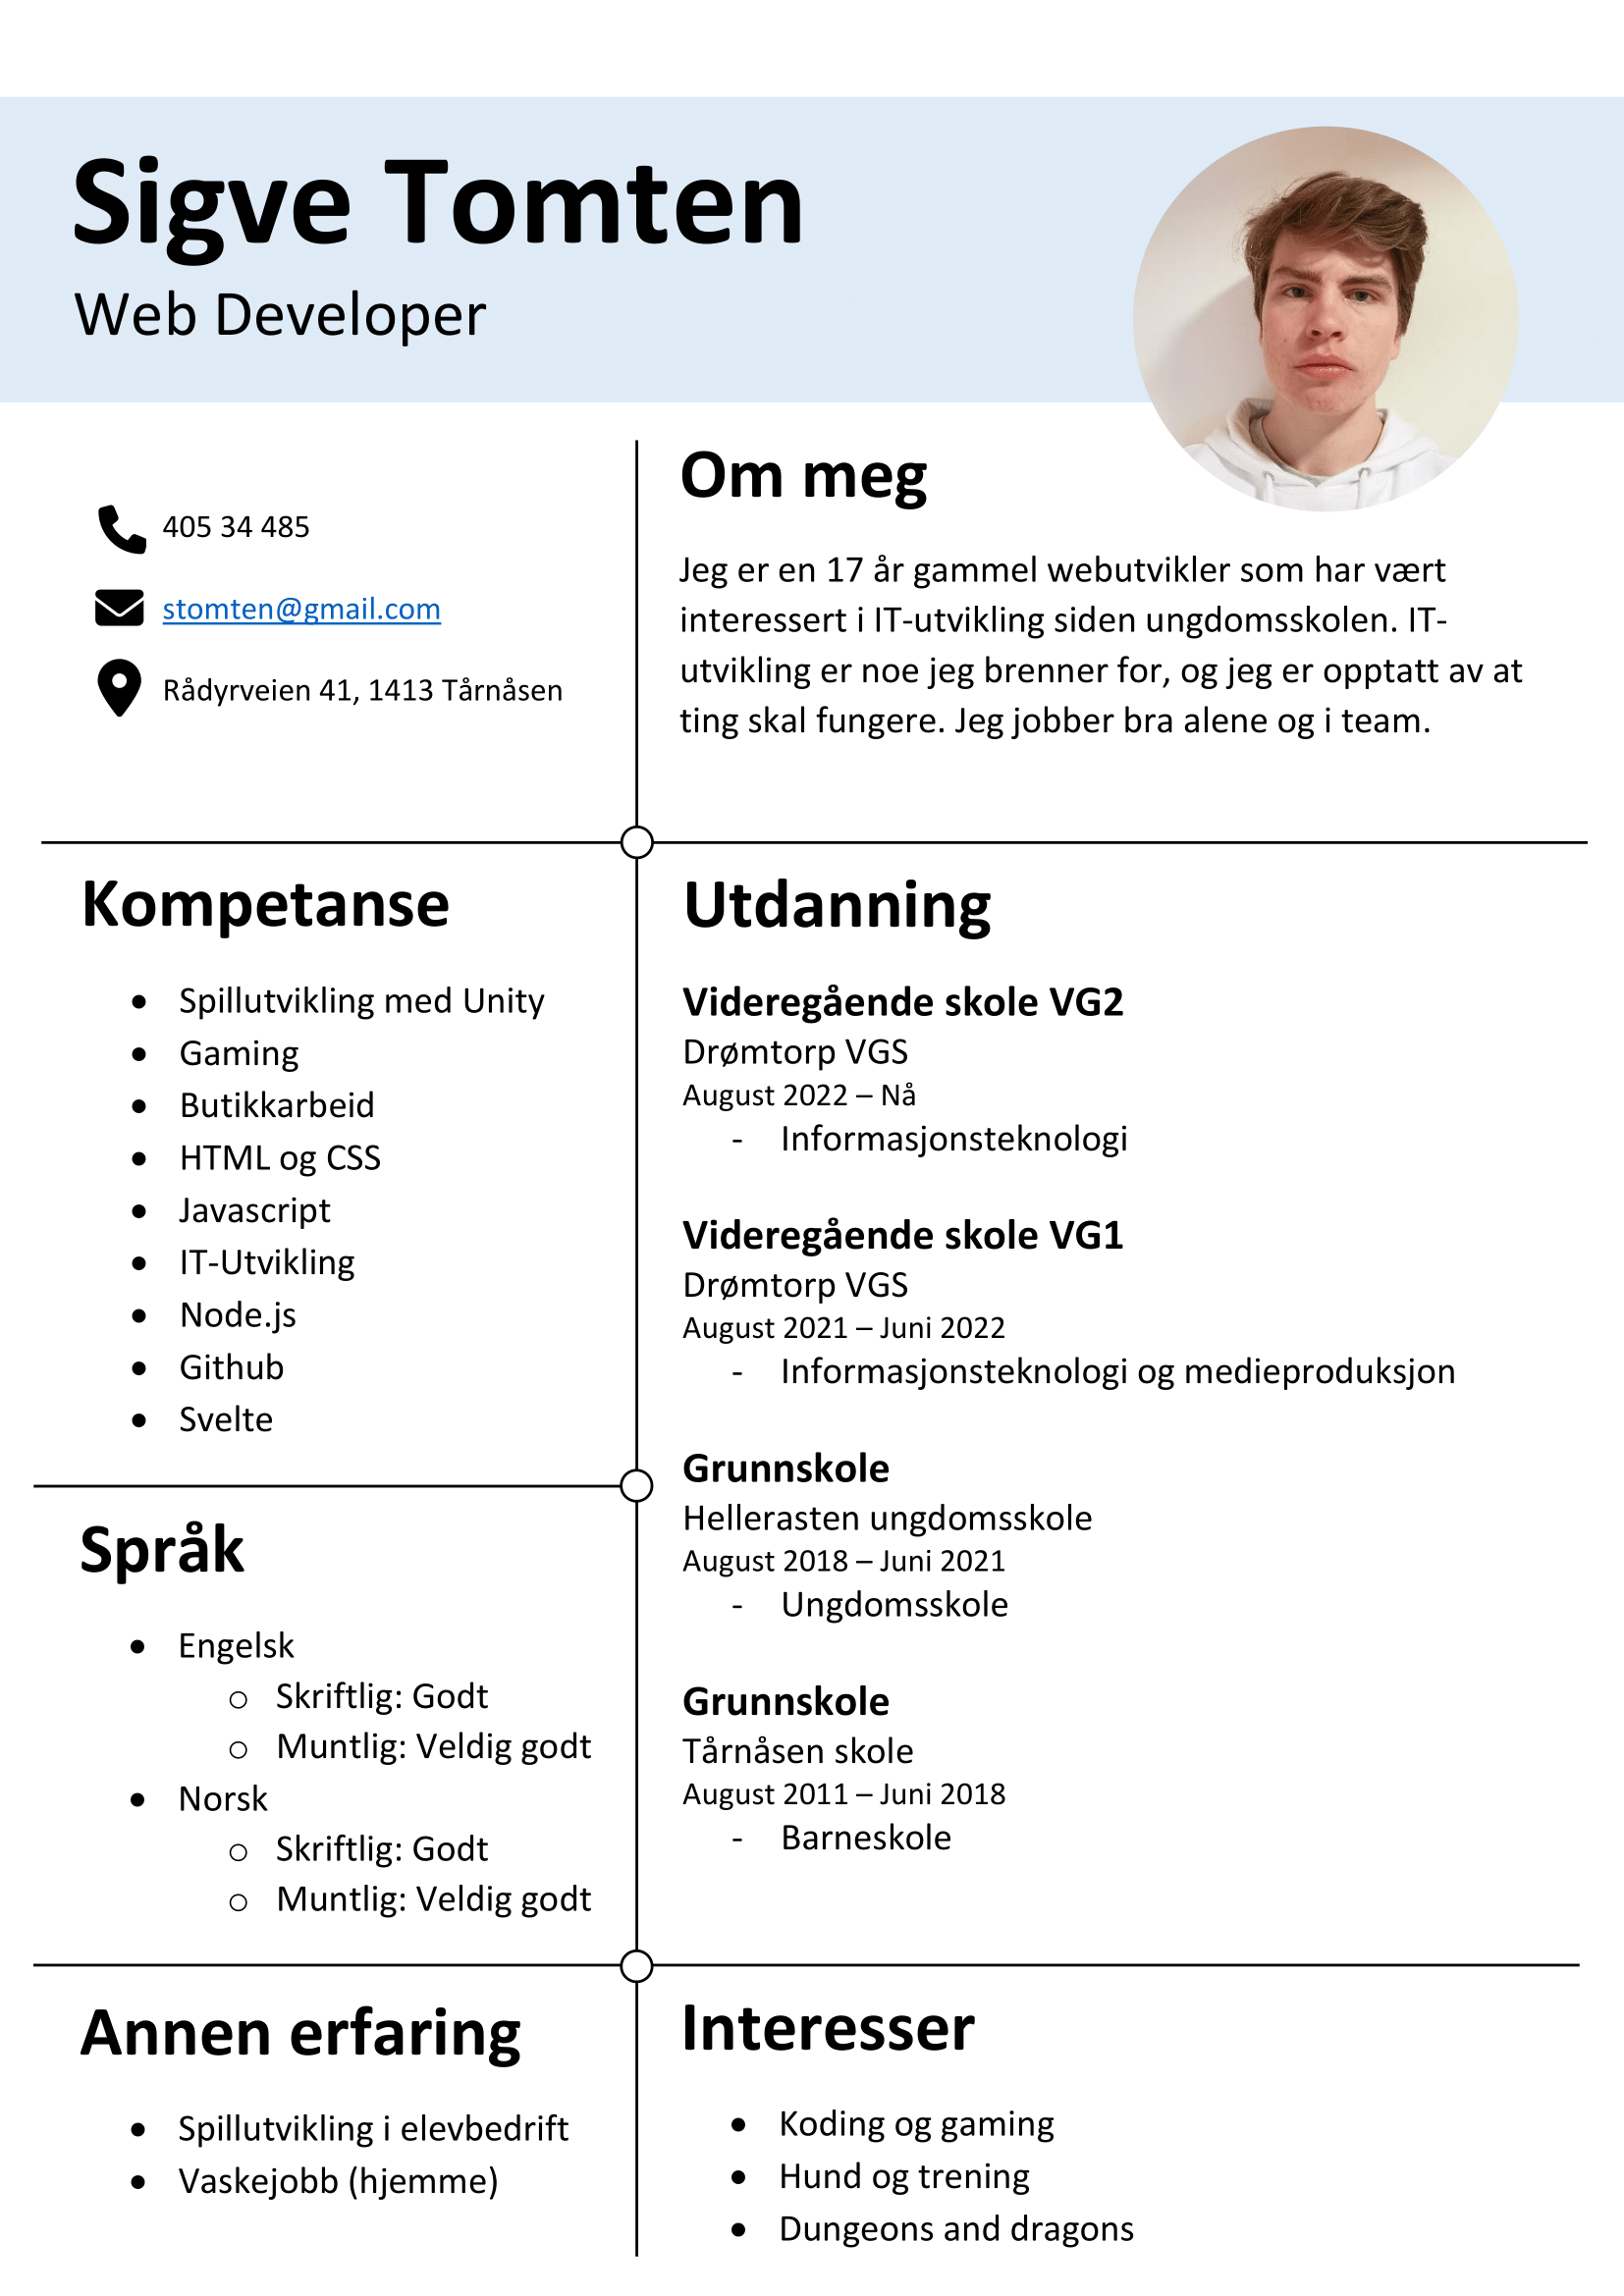 Sigve Tomten
Web Developer
405 34 485
stomten@gmail.com
Rådyrveien 41, 1413 Tårnåsen
Om meg
Jeg er en 17 år gammel webutvikler som har vært
interessert i IT-utvikling siden ungdomsskolen. IT-
utvikling er noe jeg brenner for, og jeg er opptatt av at
ting skal fungere. Jeg jobber bra alene og i team.
Kompetanse
• Spillutvikling med Unity
• Gaming
• Butikkarbeid
• HTML og CSS
• Javascript
• IT-Utvikling
• Node.js
• Github
• Svelte
Språk
• Engelsk
o Skriftlig: Godt
o Muntlig: Veldig godt
• Norsk
o Skriftlig: Godt
o Muntlig: Veldig godt
Utdanning
Videregående skole VG2
Drømtorp VGS
August 2022 – Nå
- Informasjonsteknologi
Videregående skole VG1
Drømtorp VGS
August 2021 – Juni 2022
- Informasjonsteknologi og medieproduksjon
Grunnskole
Hellerasten ungdomsskole
August 2018 – Juni 2021
- Ungdomsskole
Grunnskole
Tårnåsen skole
August 2011 – Juni 2018
- Barneskole
Annen erfaring
• Spillutvikling i elevbedrift
• Vaskejobb (hjemme)
Interesser
• Koding og gaming
• Hund og trening
• Dungeons and dragons